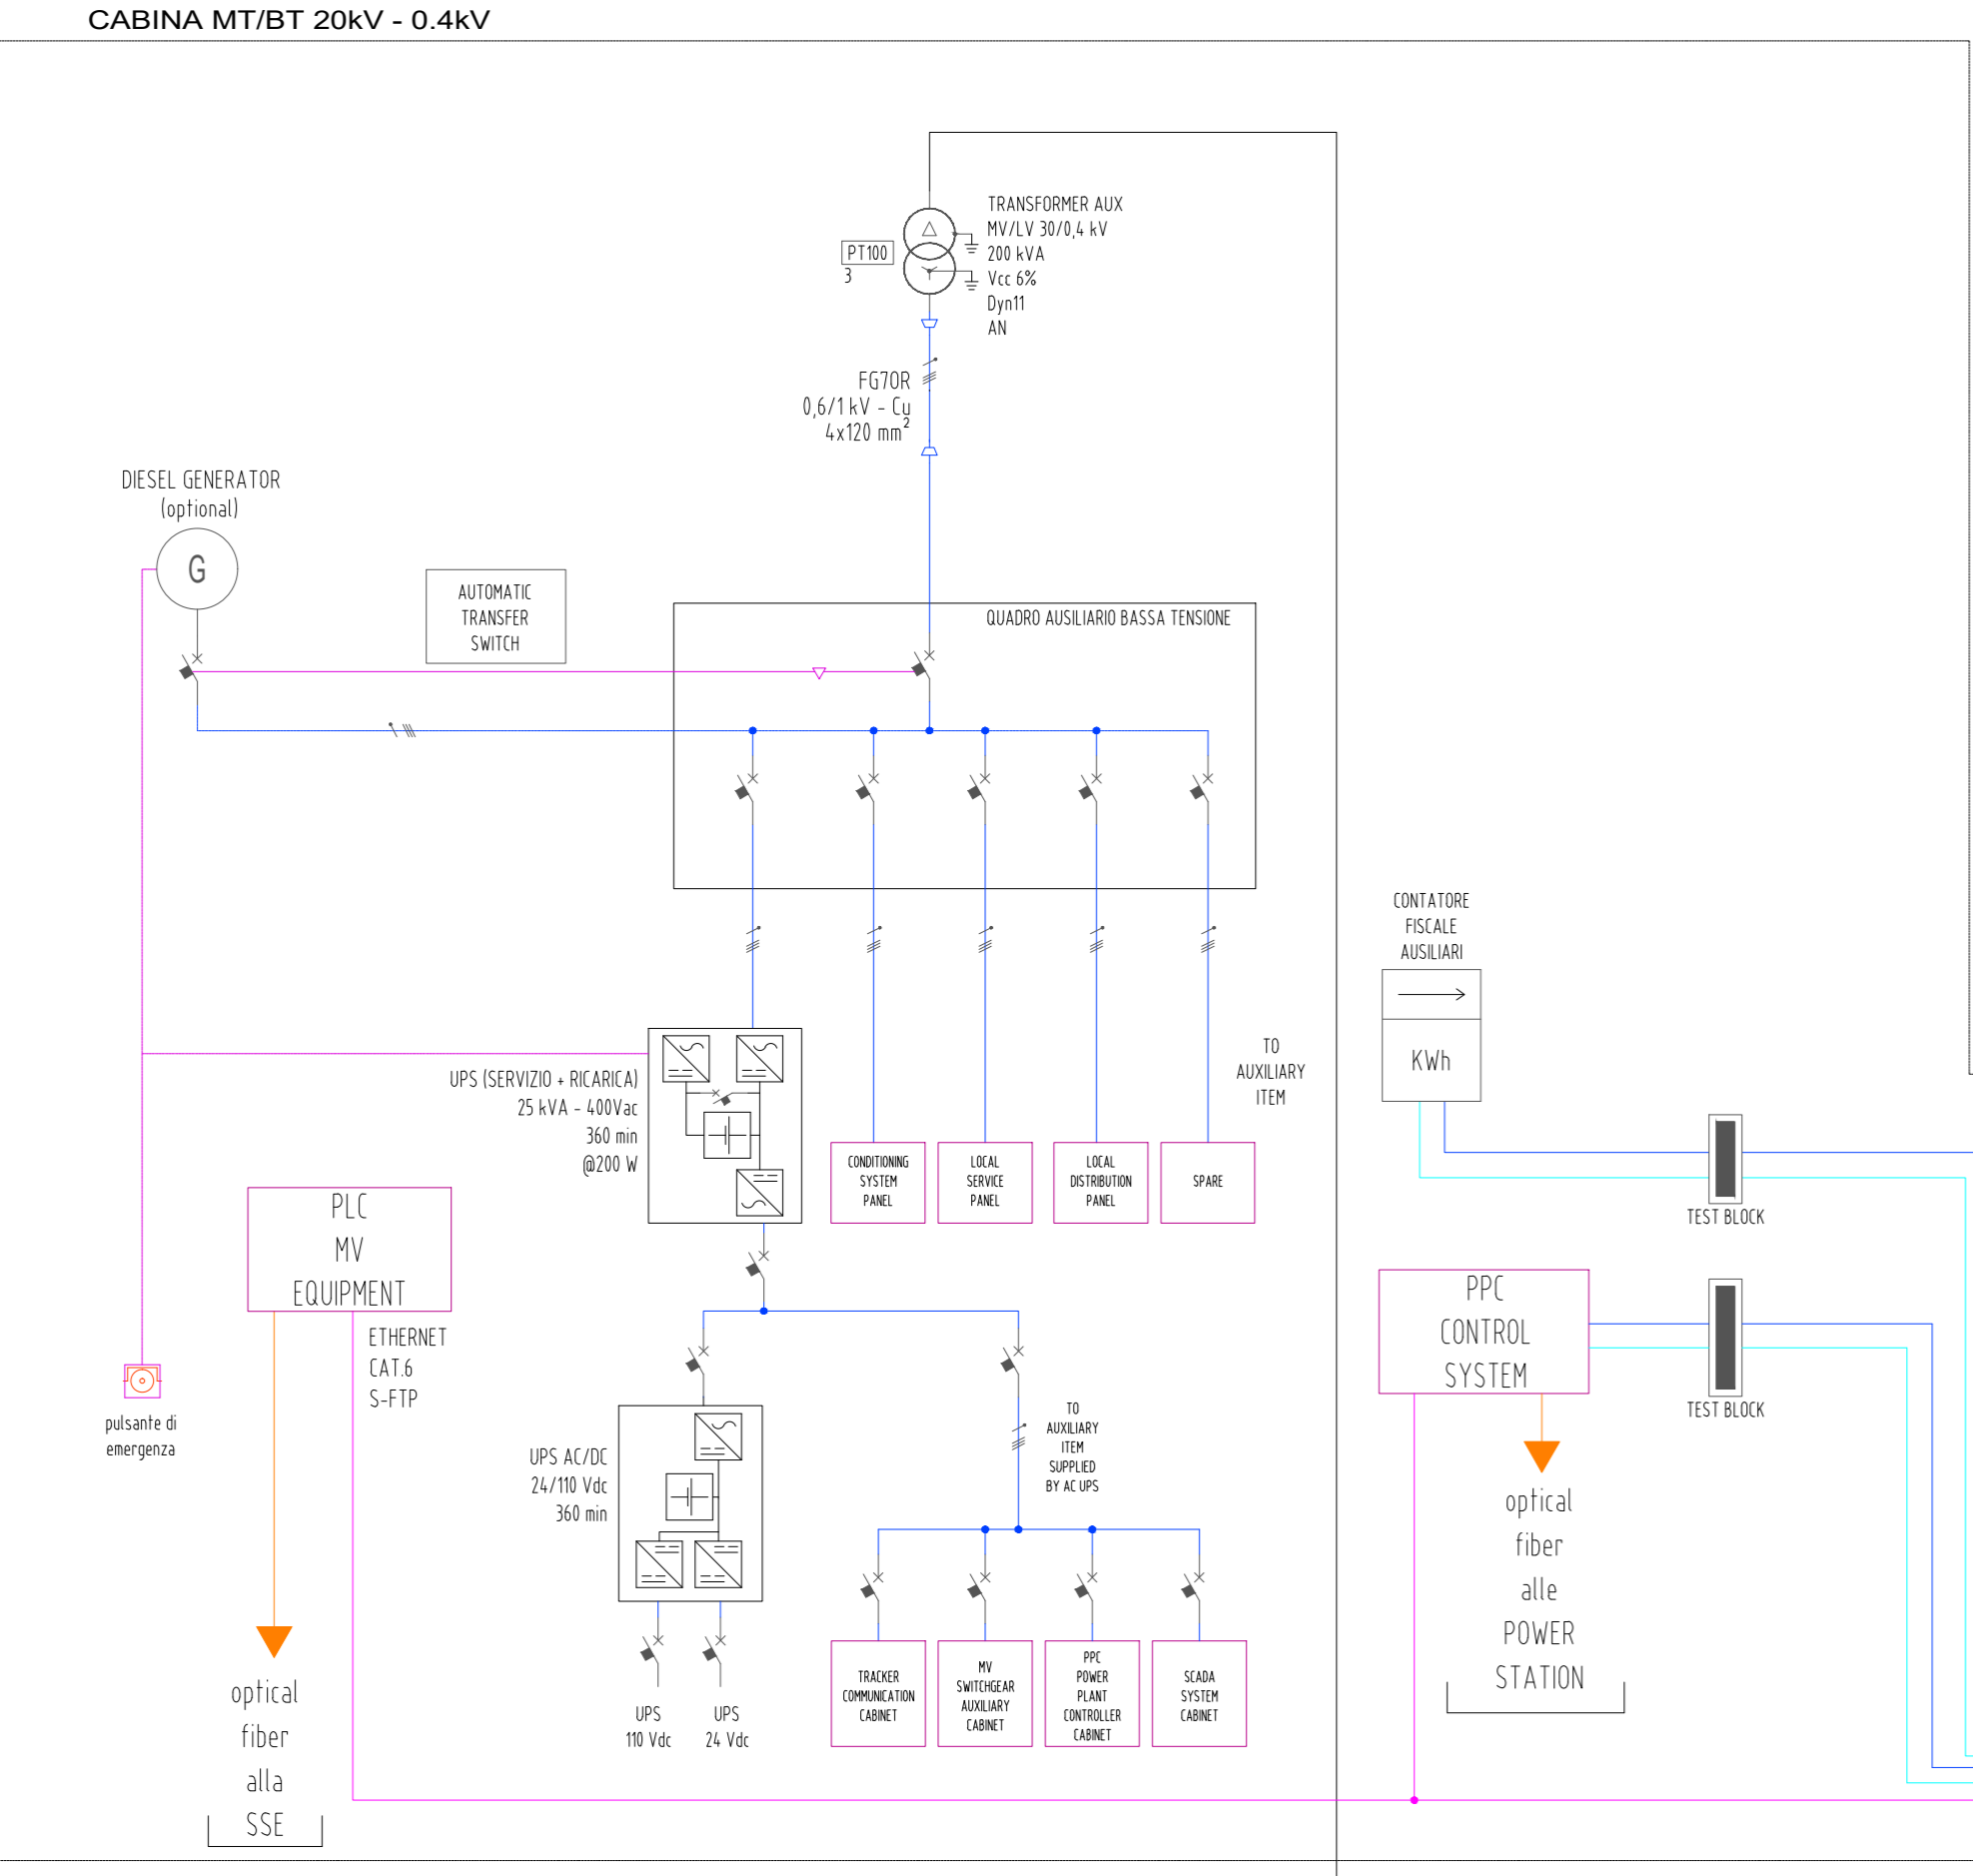 CABINA MT/BT 20kV - 0.4kV
TRANSFORMER AUX
MV/LV 30/0,4 kV
200 kVA
Vcc 6%
Dyn11
AN
PT100
3
FG7OR
0,6/1 kV - Cu
4x120 mm²
DIESEL GENERATOR
(optional)
G
AUTOMATIC
TRANSFER
SWITCH
QUADRO AUSILIARIO BASSA TENSIONE
CONTATORE
FISCALE
AUSILIARI
KWh
TO
AUXILIARY
ITEM
UPS (SERVIZIO + RICARICA)
25 kVA - 400Vac
360 min
@200 W
CONDITIONING
SYSTEM
PANEL
LOCAL
SERVICE
PANEL
LOCAL
DISTRIBUTION
PANEL
SPARE
TEST BLOCK
PLC
MV
EQUIPMENT
ETHERNET
CAT.6
S-FTP
PPC
CONTROL
SYSTEM
TEST BLOCK
pulsante di
emergenza
UPS AC/DC
24/110 Vdc
360 min
TO
AUXILIARY
ITEM
SUPPLIED
BY AC UPS
optical
fiber
alle
POWER
STATION
TRACKER
COMMUNICATION
CABINET
MV
SWITCHGEAR
AUXILIARY
CABINET
PPC
POWER
PLANT
CONTROLLER
CABINET
SCADA
SYSTEM
CABINET
UPS
110 Vdc
UPS
24 Vdc
optical
fiber
alla
SSE